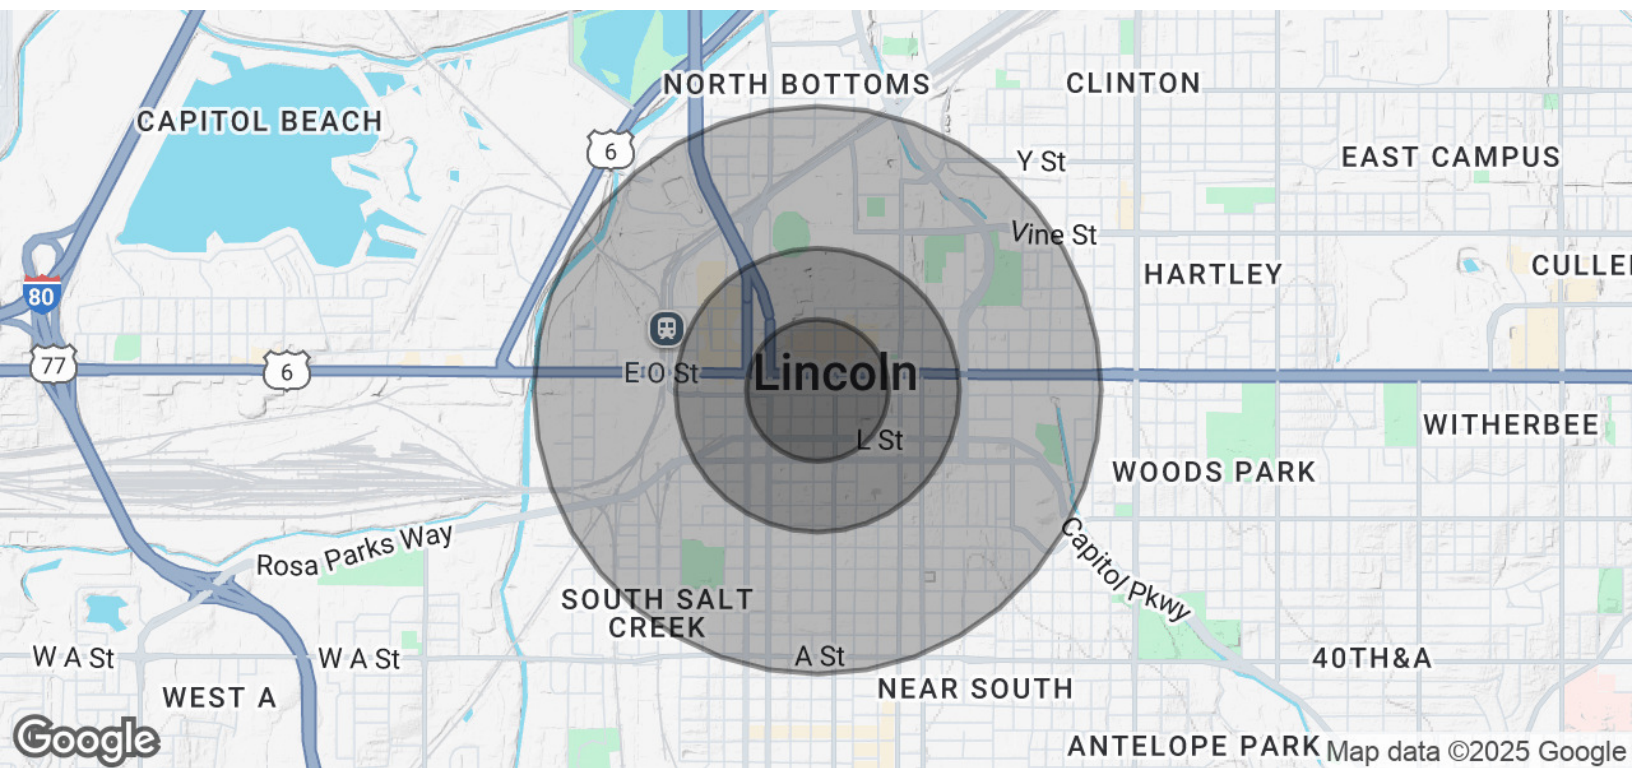 NORTH BOTTOMS
CLINTON
CAPITOL BEACH
6
Y St
EAST CAMPUS
Vine St
HARTLEY
CULLE
80
77
6
E O St
Lincoln
WITHERBEE
L St
WOODS PARK
Rosa Parks Way
Capitol Pkwy
SOUTH SALT
CREEK
W A St
W A St
A St
40TH&A
WEST A
NEAR SOUTH
Google
ANTELOPE PARK
Map data ©2025 Google